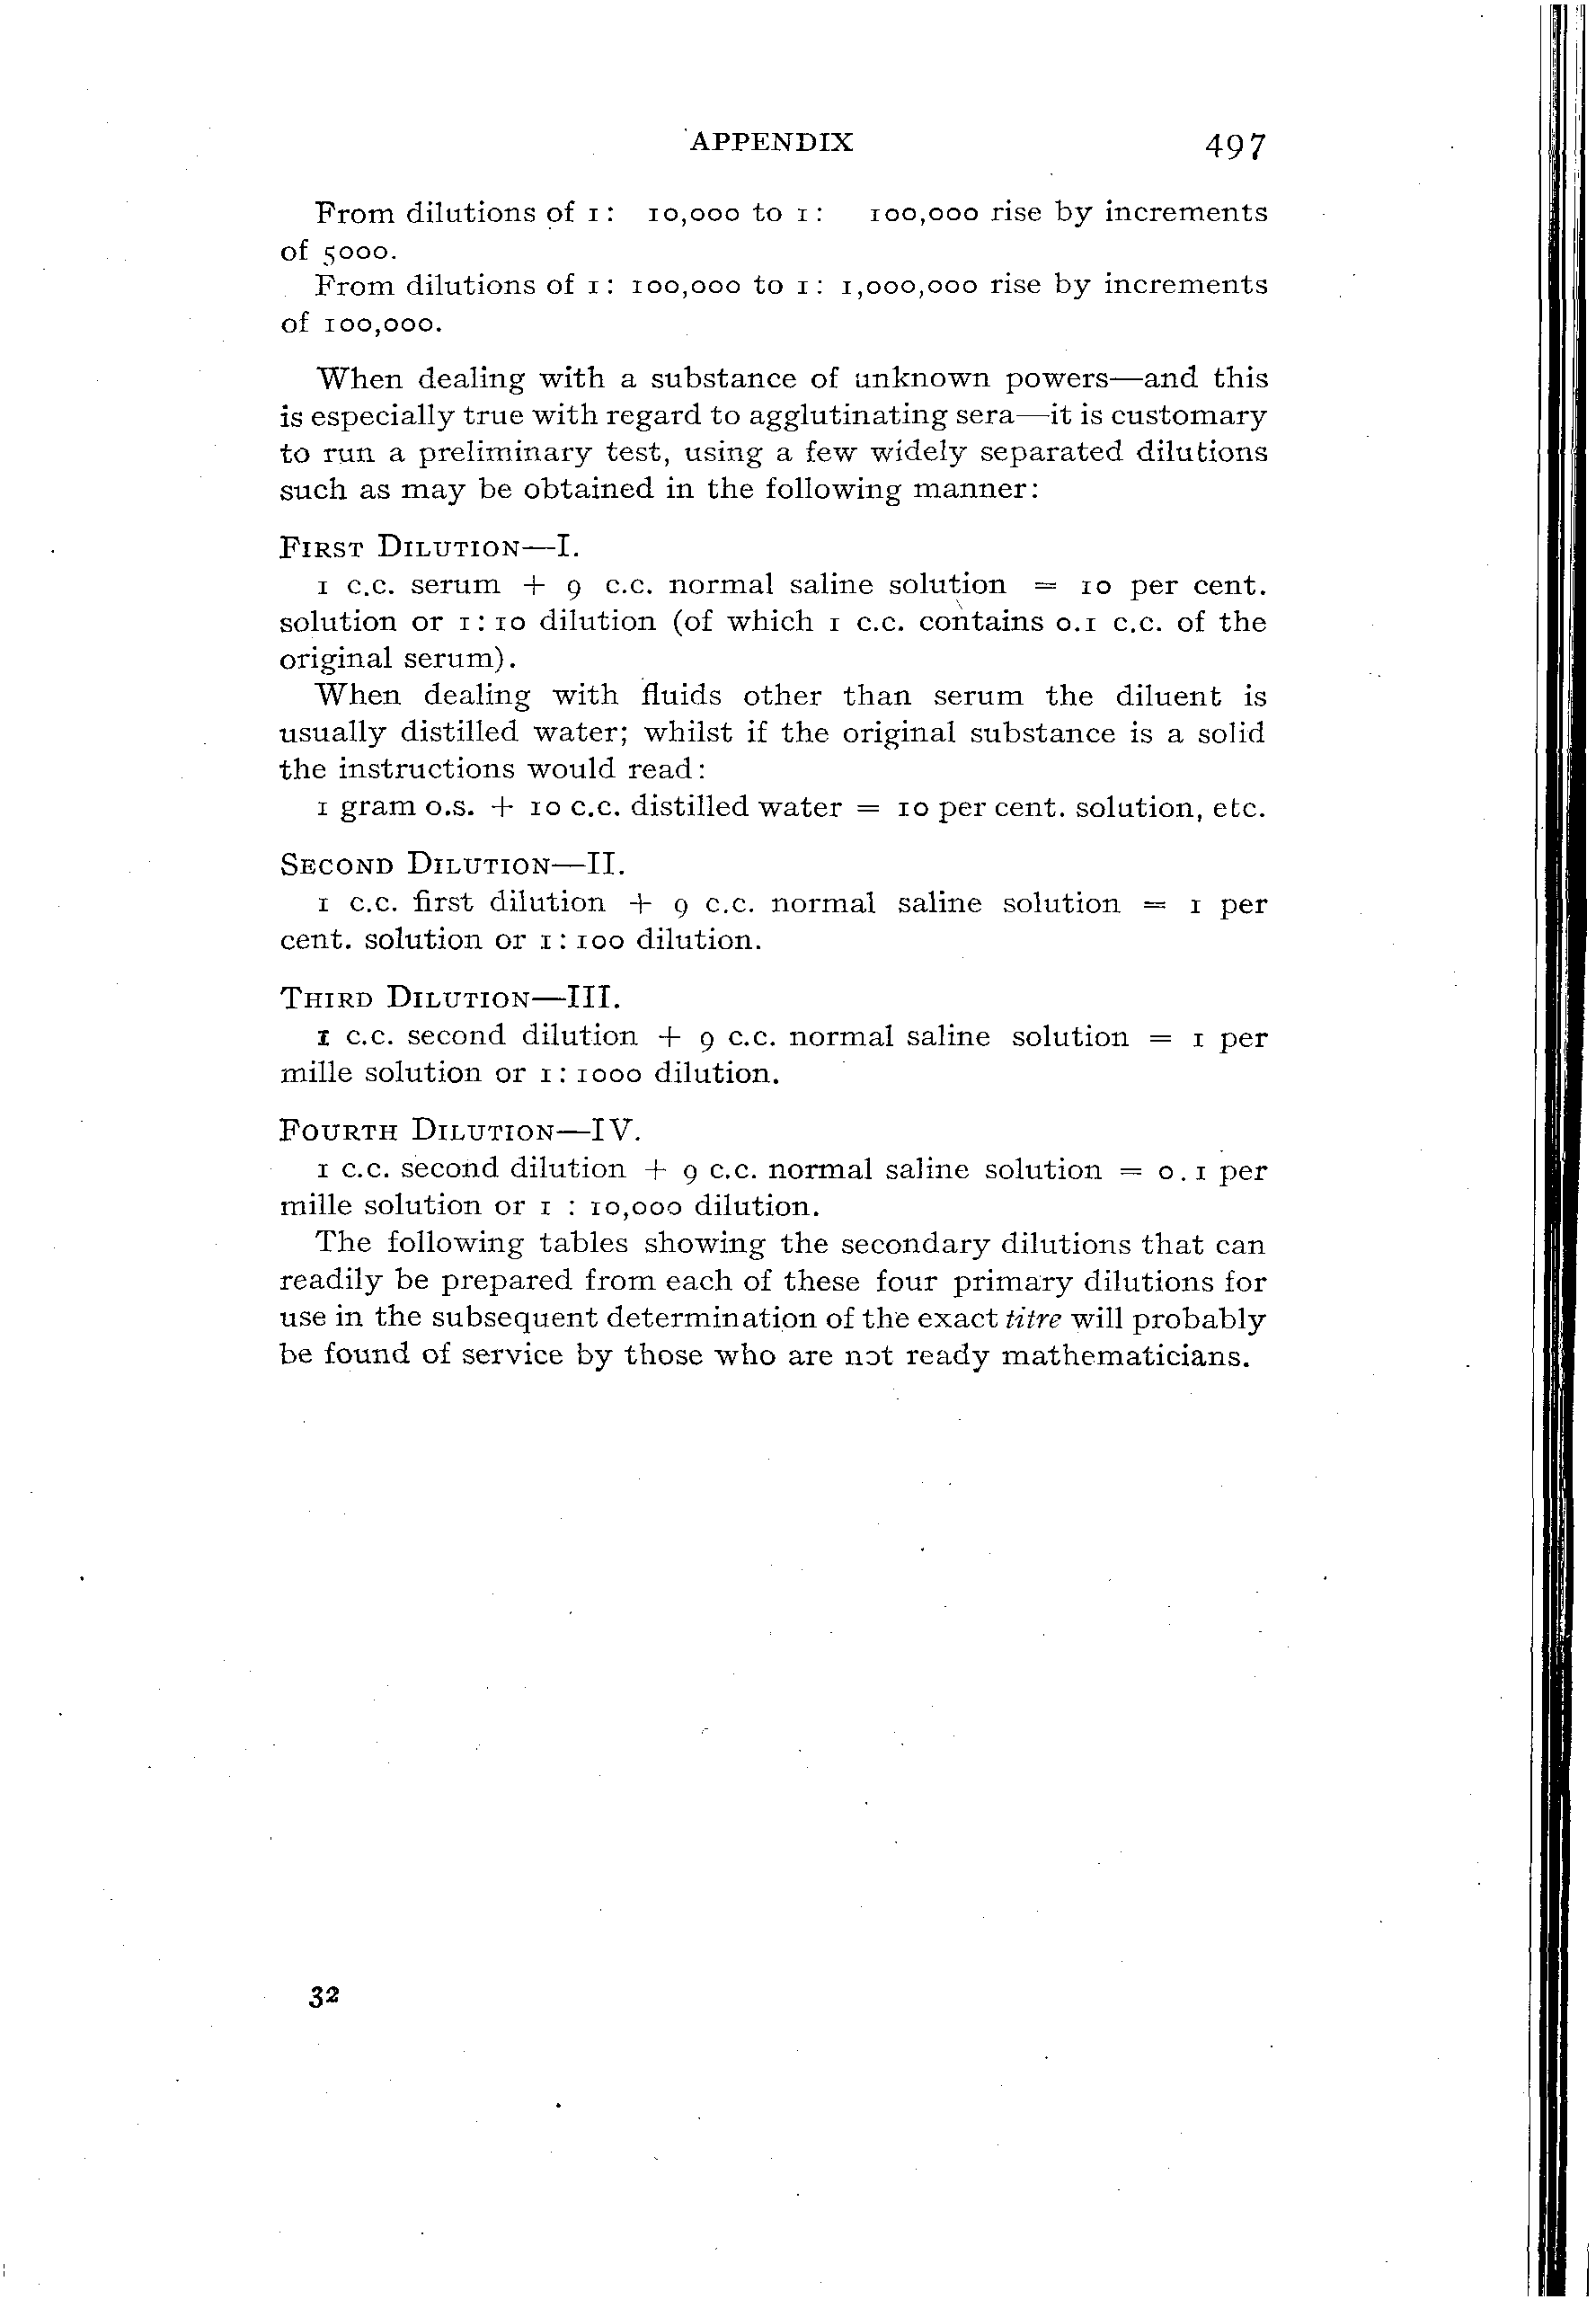 APPENDIX 497
From dilutions of 1: 10,000 to 1: 100,000 rise by increments
of 5000.
From dilutions of 1: 100,000 to 1: 1,000,000 rise by increments
of 100,000.
When dealing with a substance of unknown powers—and this
is especially true with regard to agglutinating sera—it is customary
to run a preliminary test, using a few widely separated dilutions
such as may be obtained in the following manner:
FIRST DILUTION—I.
1 c.c. serum + 9 c.c. normal saline solution = 10 per cent.
solution or 1:10 dilution (of which 1 c.c. contains 0.1 c.c. of the
original serum).
When dealing with fluids other than serum the diluent is
usually distilled water; whilst if the original substance is a solid
the instructions would read:
1 gram o.s. + 10 c.c. distilled water = 10 per cent. solution, etc.
SECOND DILUTION—II.
1 c.c. first dilution + 9 c.c. normal saline solution = 1 per
cent. solution or 1:100 dilution.
THIRD DILUTION—III.
1 c.c. second dilution + 9 c.c. normal saline solution = 1 per
mille solution or 1:1000 dilution.
FOURTH DILUTION—IV.
1 c.c. second dilution + 9 c.c. normal saline solution = 0.1 per
mille solution or 1 : 10,000 dilution.
The following tables showing the secondary dilutions that can
readily be prepared from each of these four primary dilutions for
use in the subsequent determination of the exact titre will probably
be found of service by those who are not ready mathematicians.
32